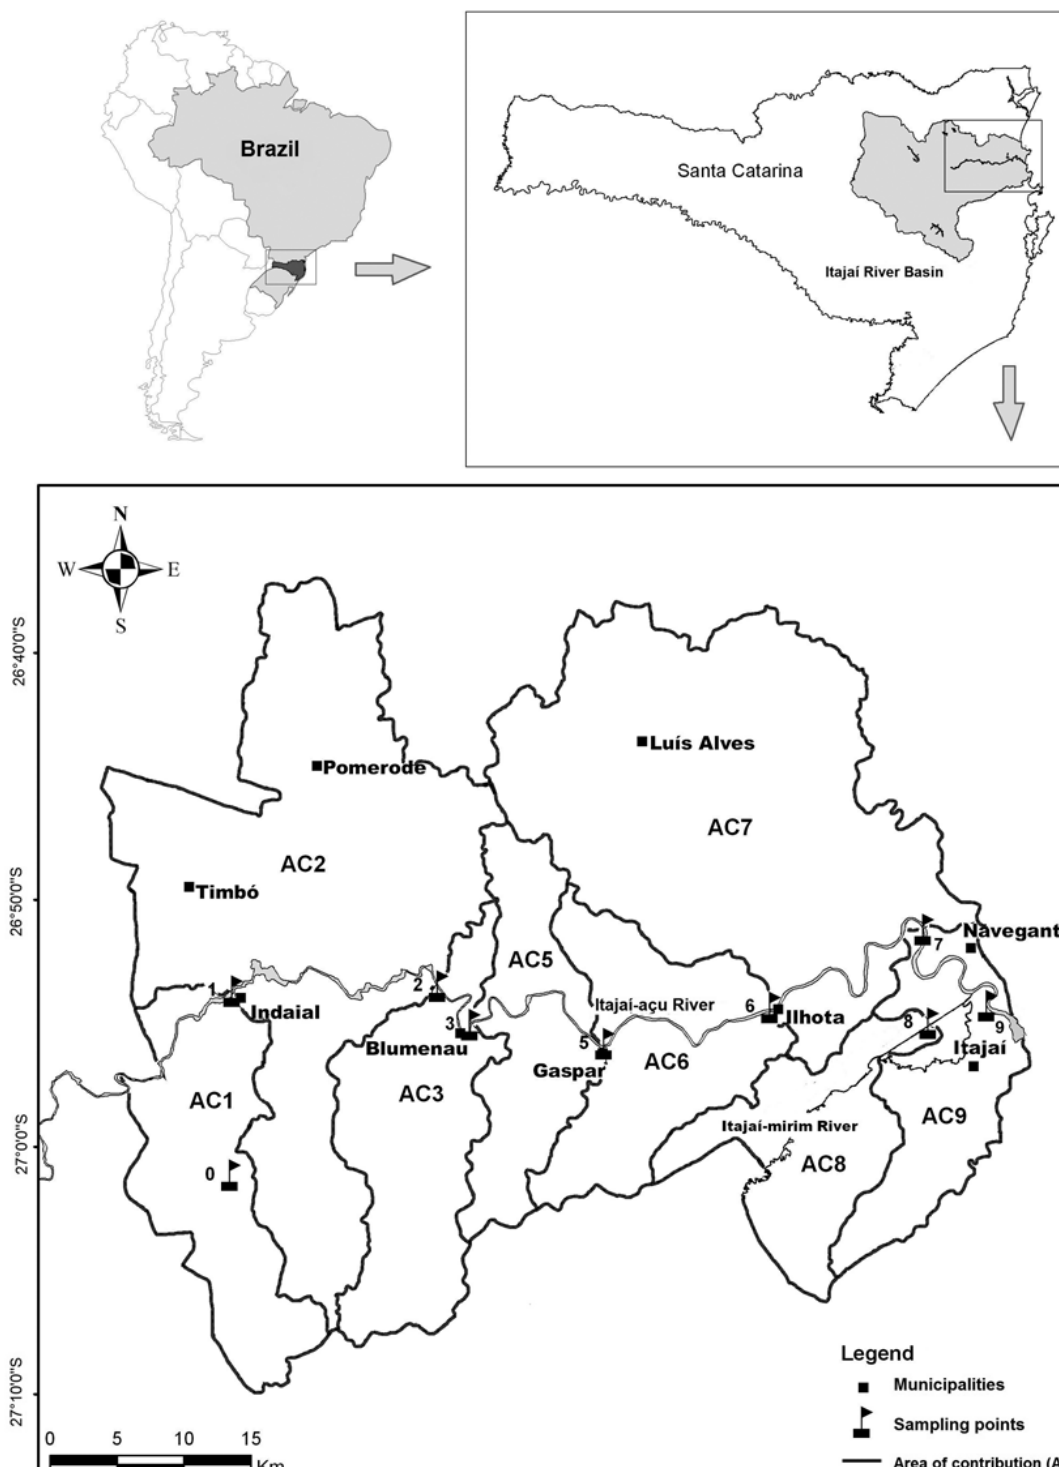 Brazil
Santa Catarina
Itajaí River Basin
N
W E
S
26°40'0"S
26°50'0"S
27°0'0"S
27°10'0"S
Luís Alves
Pomerode
AC7
AC2
Timbó
Navegant
7
AC5
2
1
Indaial
Itajaí-açu River
6
Ilhota
3
Blumenau
5
Gaspar
8
9
Itajaí
AC6
AC1
AC3
AC9
Itajaí-mirim River
AC8
0
Legend
Municipalities
Sampling points
Area of contribution (A
0 5 10 15
Km